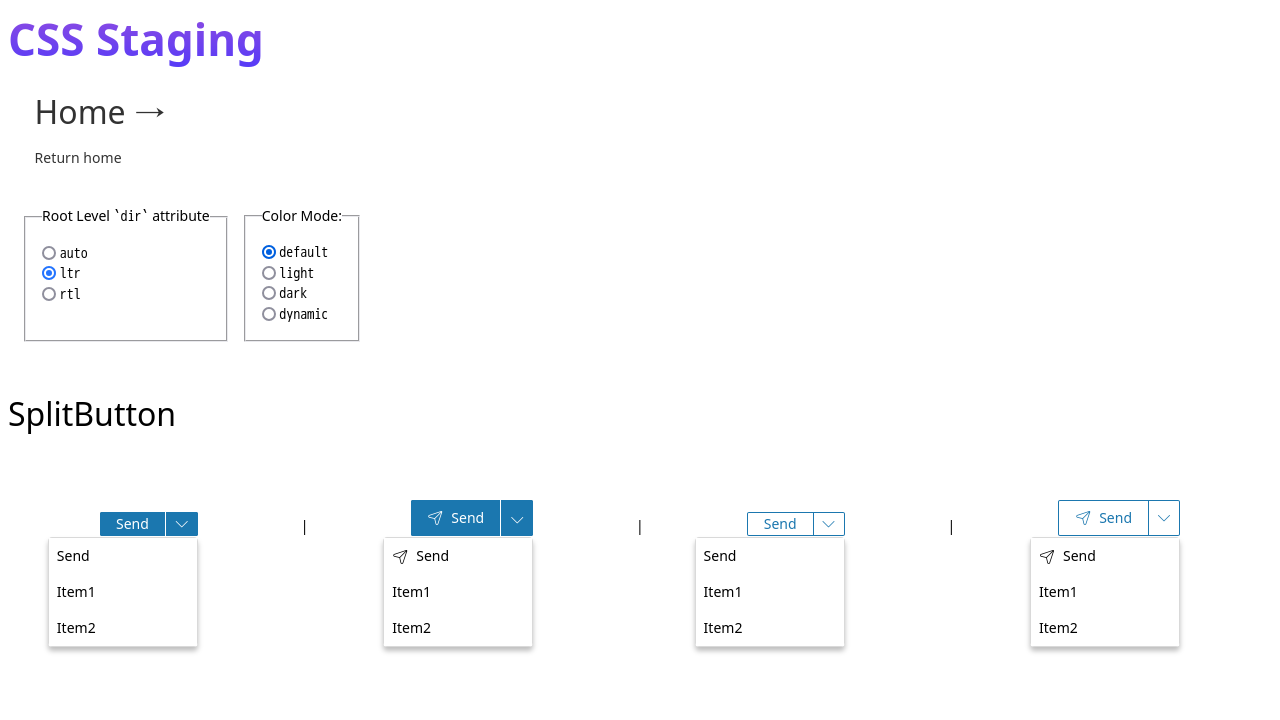 CSS Staging
Home →
Return home
Root Level `dir` attribute
auto
ltr
rtl
Color Mode:
default
light
dark
dynamic
SplitButton
Send | Send | Send | Send
Send Send Send Send
Item1 Item1 Item1 Item1
Item2 Item2 Item2 Item2